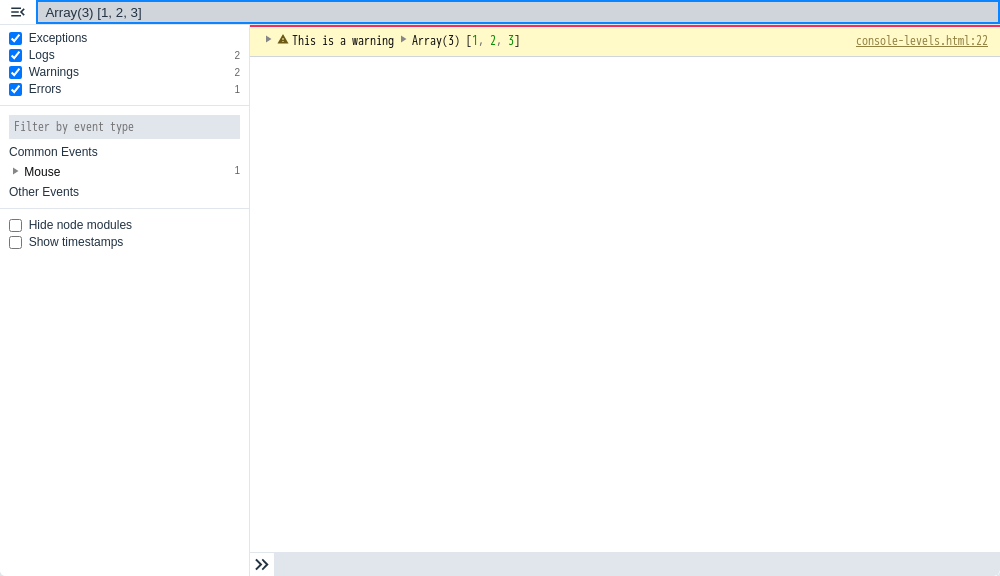 Array(3) [1, 2, 3]
Exceptions
Logs 2
Warnings 2
Errors 1
Filter by event type
Common Events
Mouse 1
Other Events
Hide node modules
Show timestamps
This is a warning Array(3) [1, 2, 3] console-levels.html:22